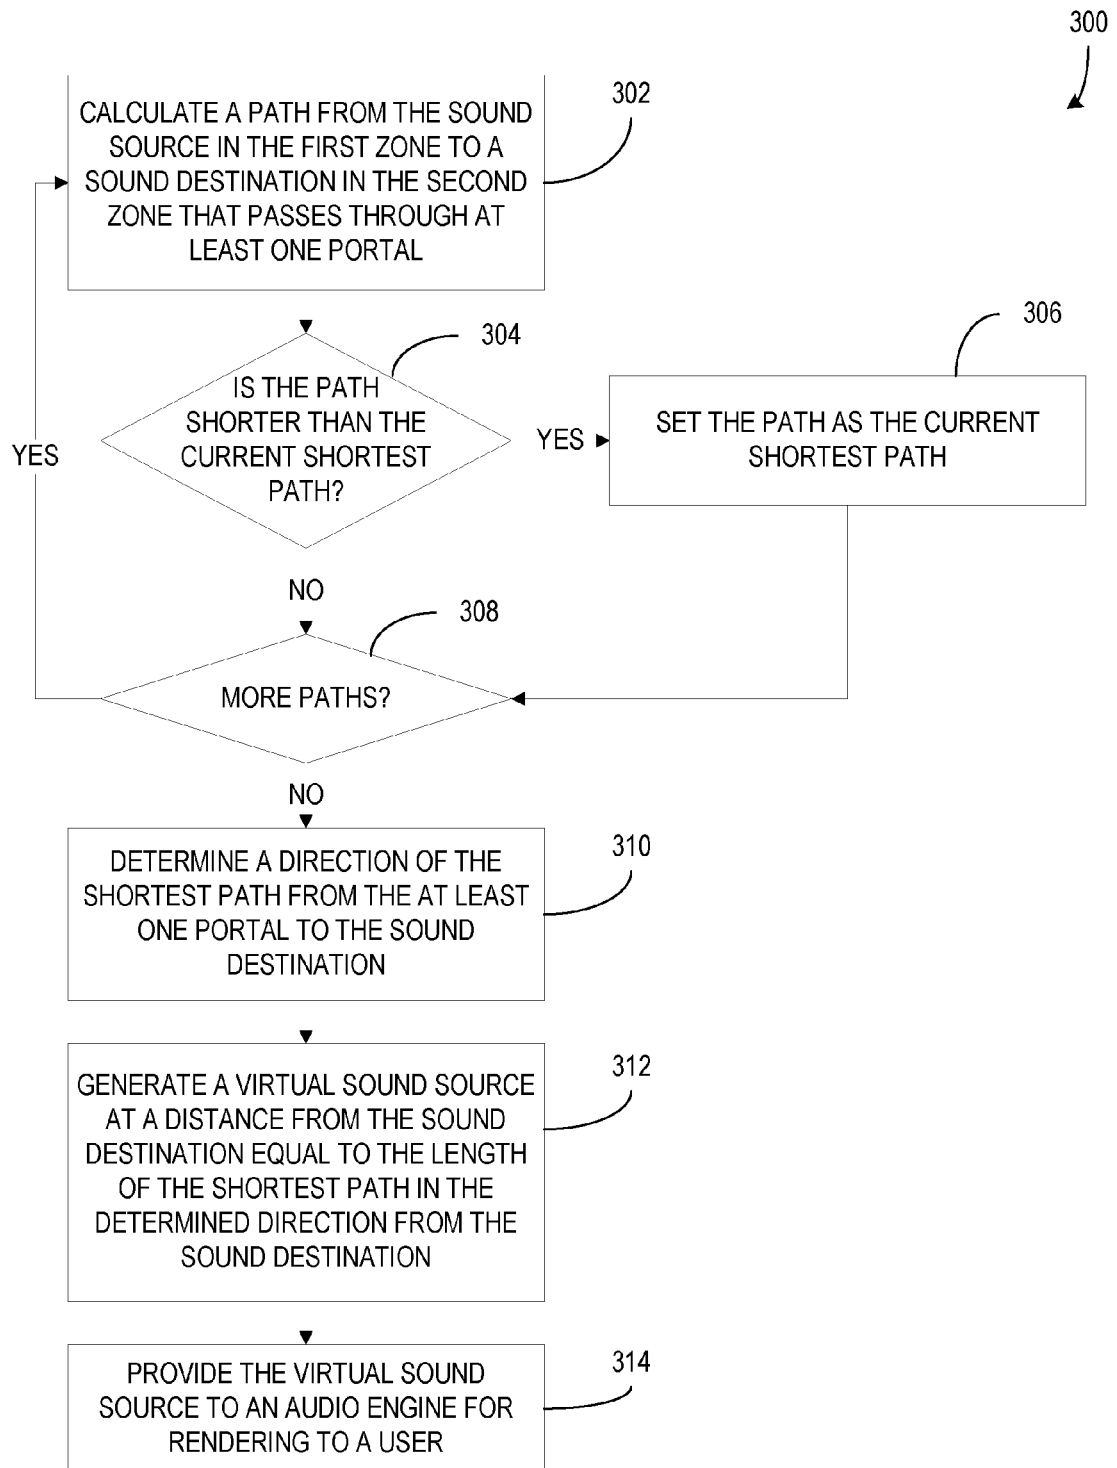 300
302
CALCULATE A PATH FROM THE SOUND
SOURCE IN THE FIRST ZONE TO A
SOUND DESTINATION IN THE SECOND
ZONE THAT PASSES THROUGH AT
LEAST ONE PORTAL
304
306
IS THE PATH
SHORTER THAN THE
CURRENT SHORTEST
PATH?
YES
SET THE PATH AS THE CURRENT
SHORTEST PATH
YES
NO
308
MORE PATHS?
NO
310
DETERMINE A DIRECTION OF THE
SHORTEST PATH FROM THE AT LEAST
ONE PORTAL TO THE SOUND
DESTINATION
312
GENERATE A VIRTUAL SOUND SOURCE
AT A DISTANCE FROM THE SOUND
DESTINATION EQUAL TO THE LENGTH
OF THE SHORTEST PATH IN THE
DETERMINED DIRECTION FROM THE
SOUND DESTINATION
314
PROVIDE THE VIRTUAL SOUND
SOURCE TO AN AUDIO ENGINE FOR
RENDERING TO A USER